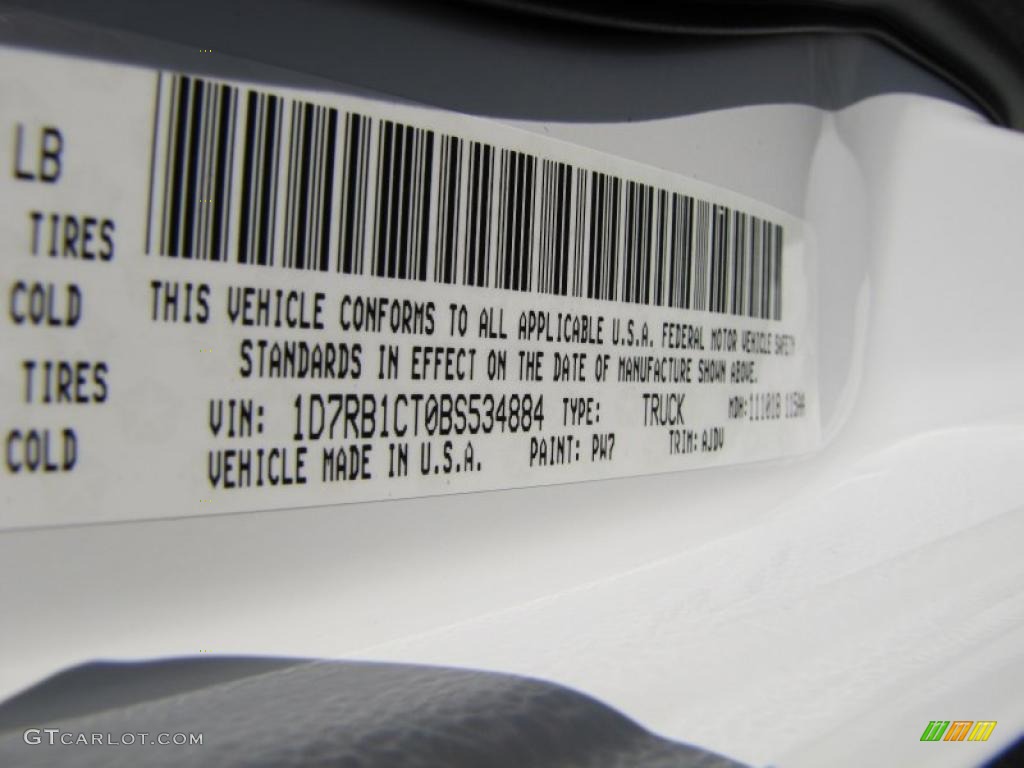 LB
TIRES
COLD
TIRES
COLD
THIS VEHICLE CONFORMS TO ALL APPLICABLE U.S.A. FEDERAL MOTOR VEHICLE SAFETY
STANDARDS IN EFFECT ON THE DATE OF MANUFACTURE SHOWN ABOVE.
VIN: 1D7RB1CT0BS534884 TYPE: TRUCK MDH:
VEHICLE MADE IN U.S.A. PAINT: PW7 TRIM: AJDV
GTCARLOT.COM